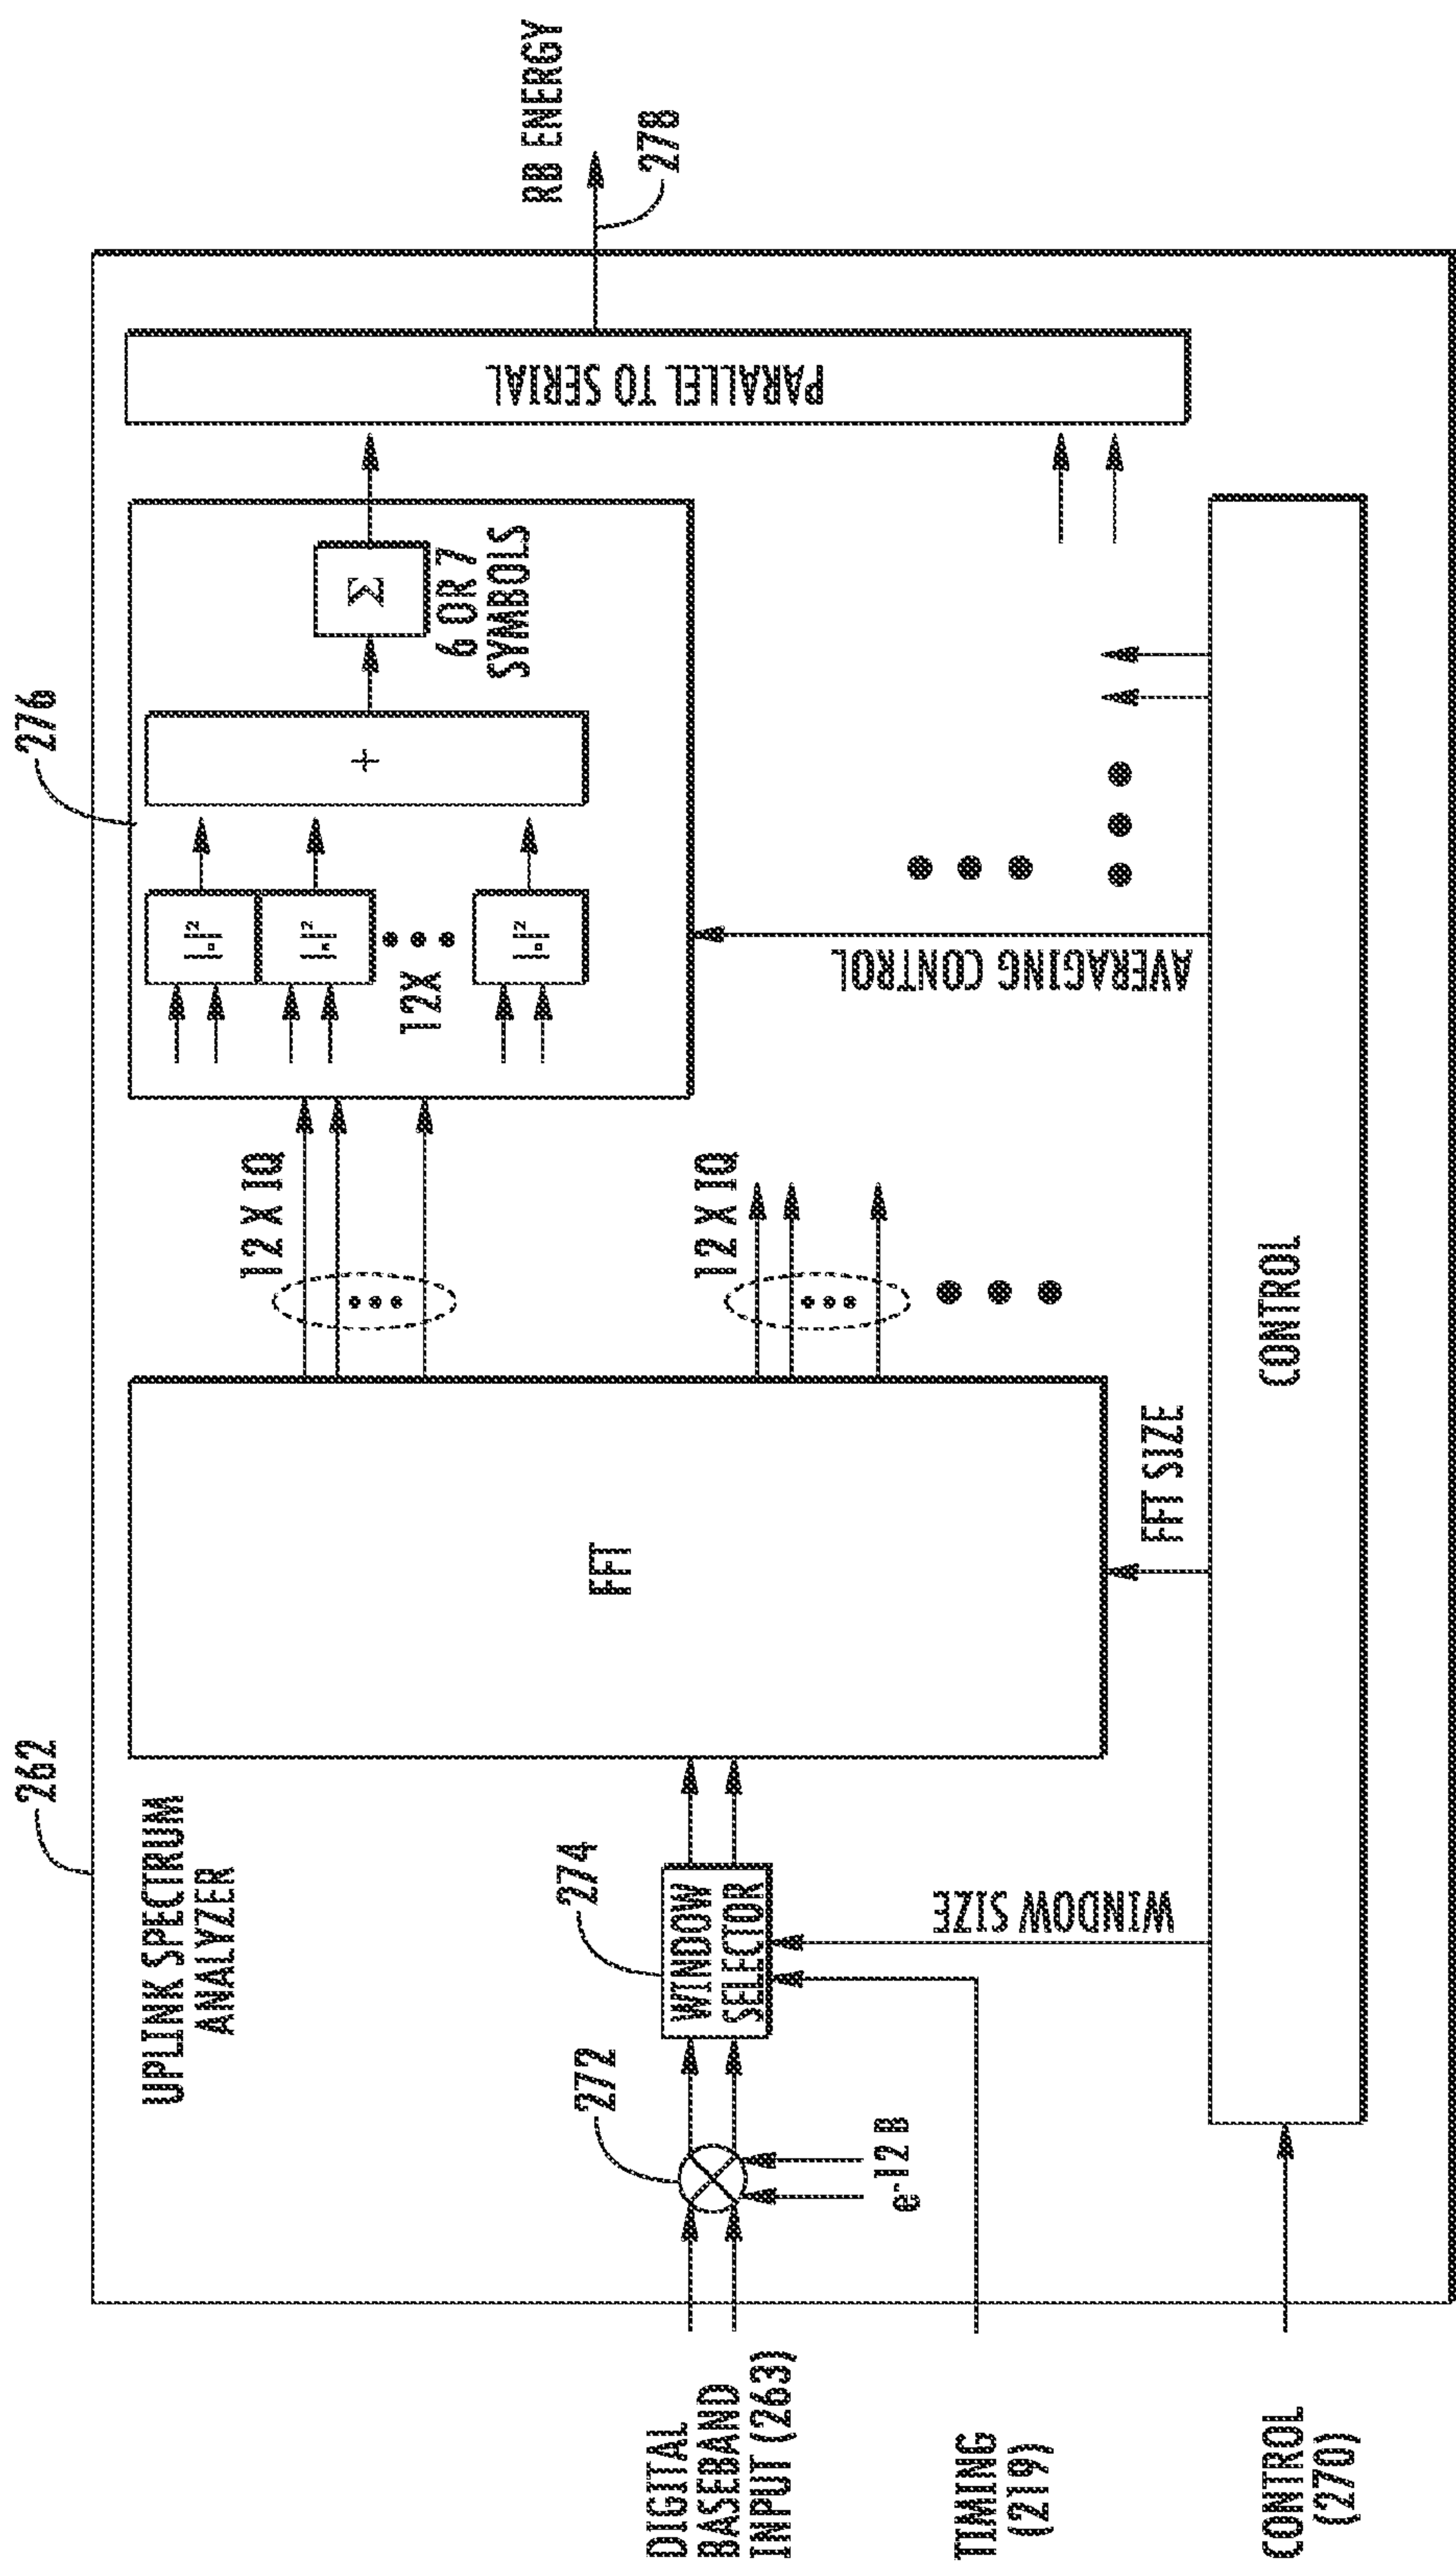 262
276
UPLINK SPECTRUM
ANALYZER
DIGITAL
BASEBAND
INPUT (263)
272
e-12 B
274
WINDOW
SELECTOR
TIMING
(219)
WINDOW SIZE
FFT
FFT SIZE
12 X IQ
12 X IQ
|·|²
|·|²
12X
|·|²
+
Σ
6 OR 7
SYMBOLS
AVERAGING CONTROL
PARALLEL TO SERIAL
RB ENERGY
278
CONTROL
(270)
CONTROL